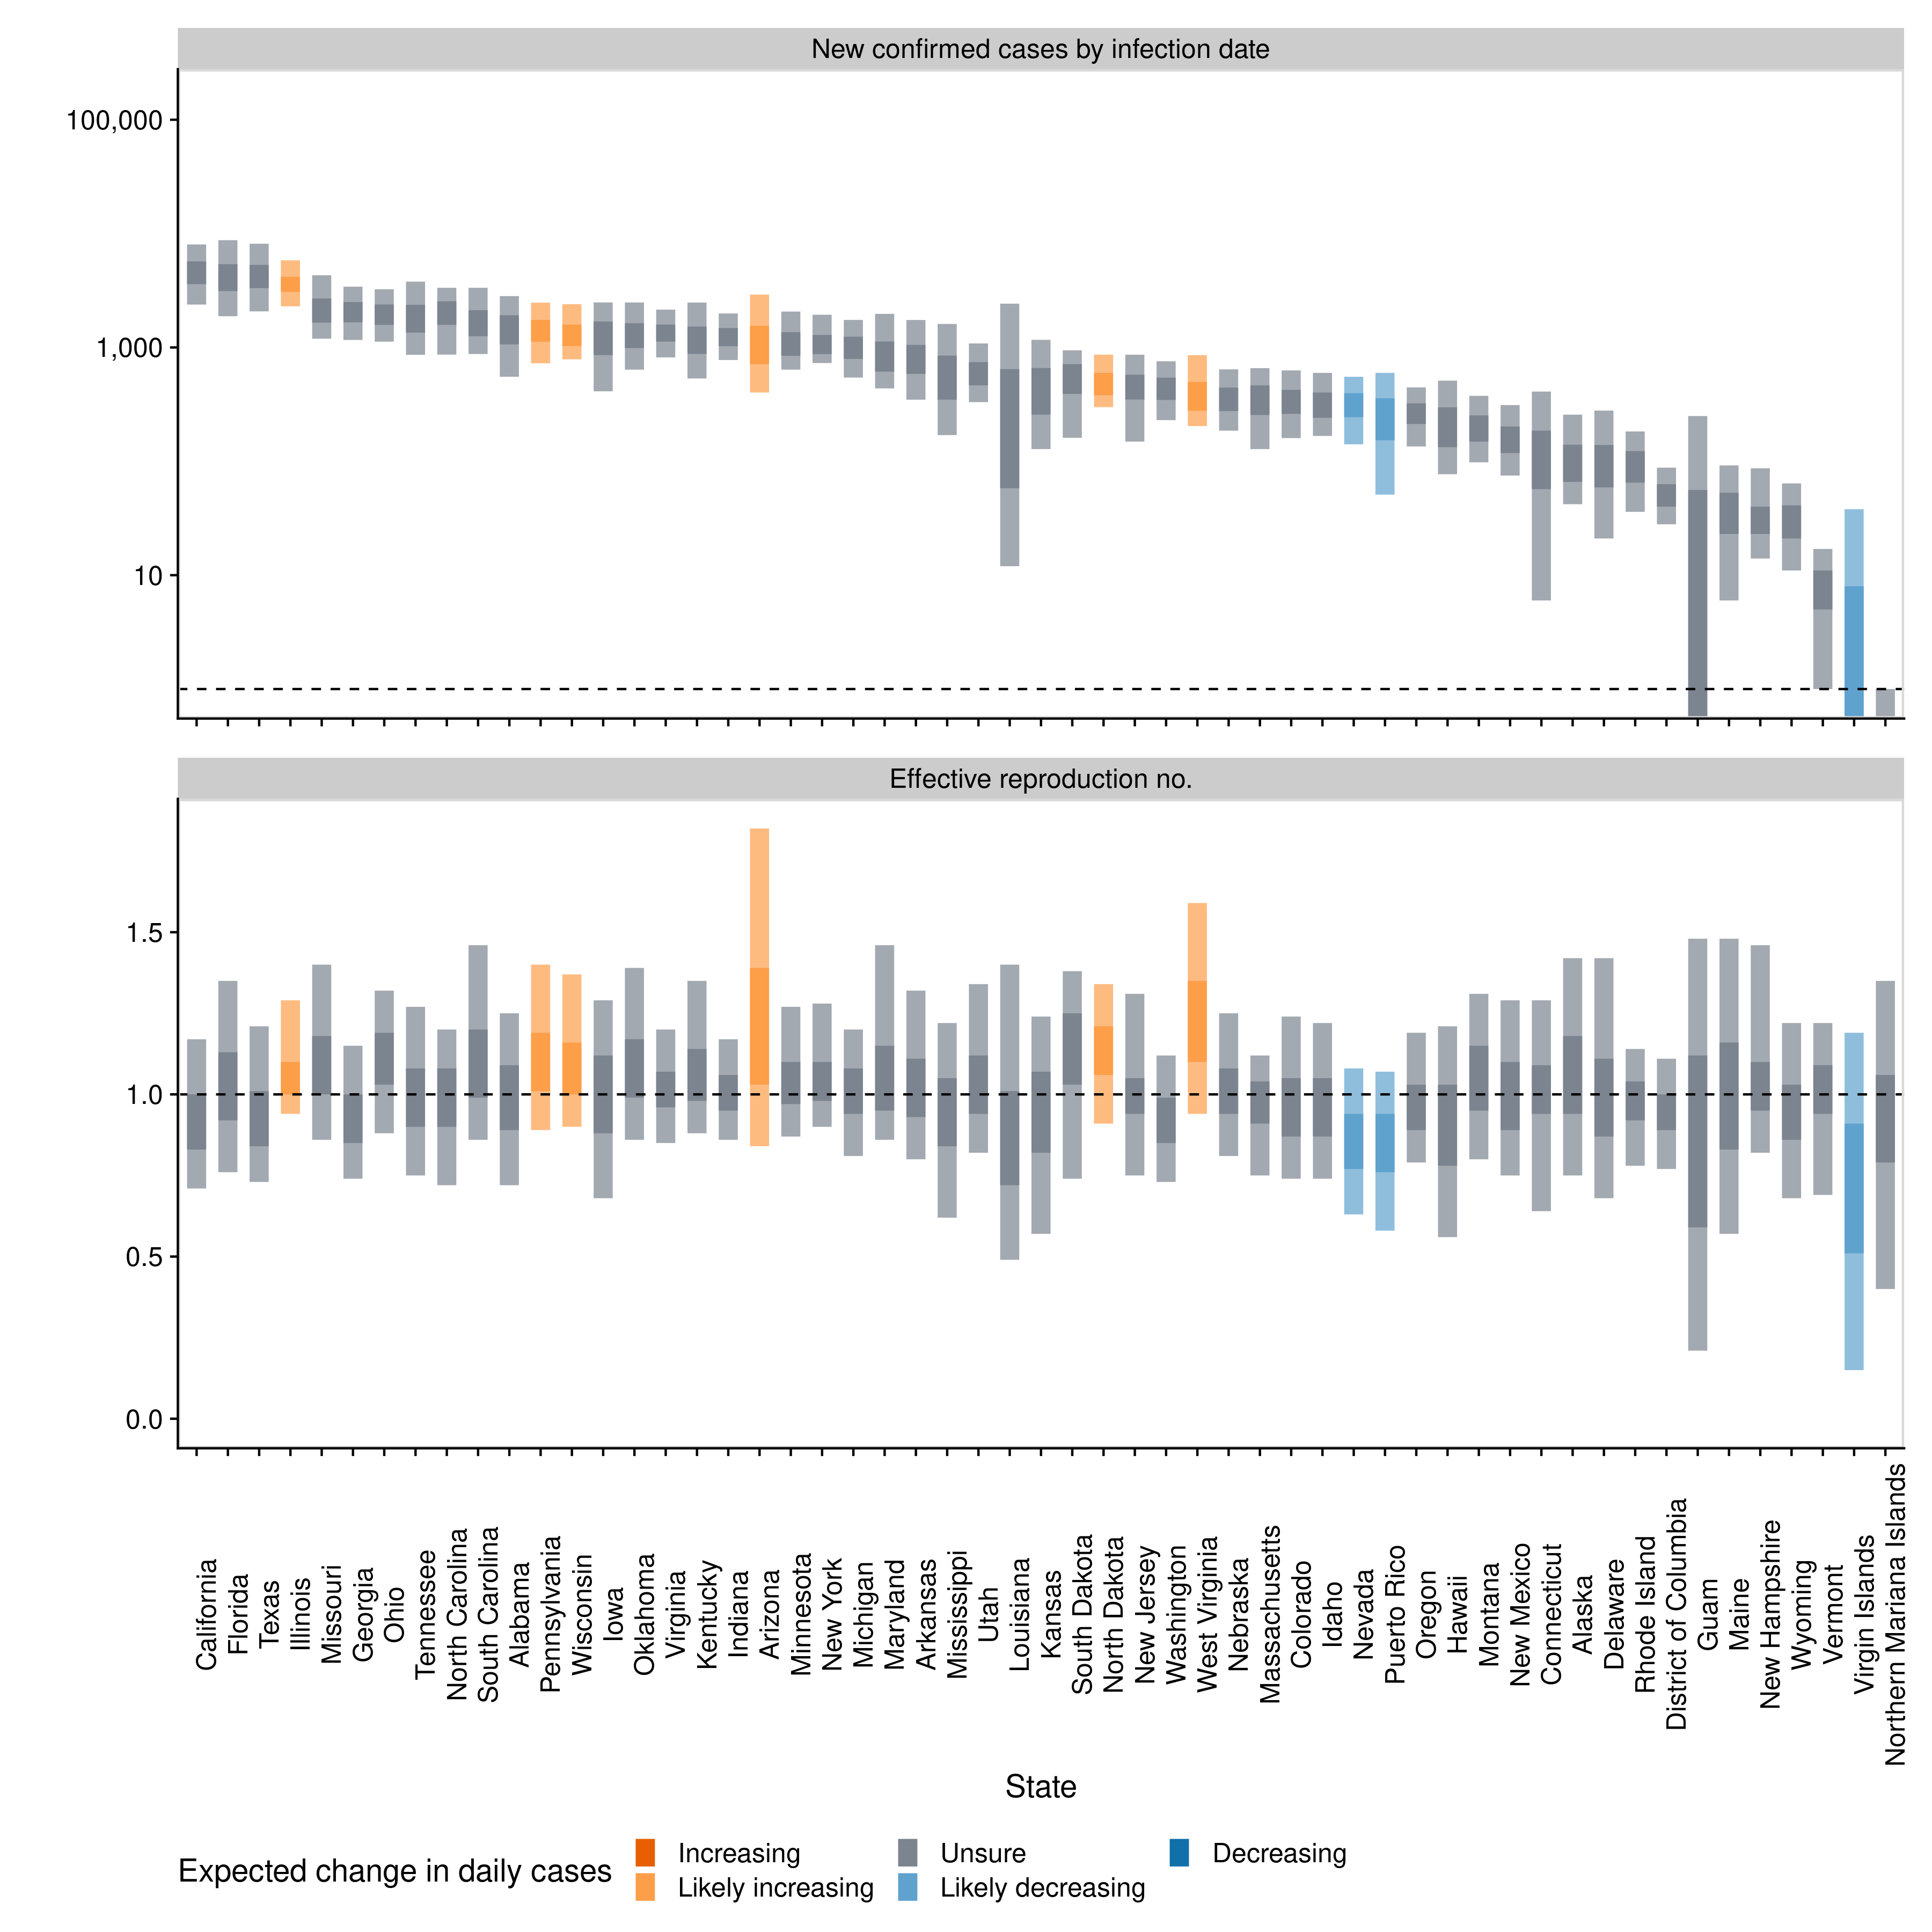 New confirmed cases by infection date
100,000
1,000
10
Effective reproduction no.
1.5
1.0
0.5
0.0
California
Florida
Texas
Illinois
Missouri
Georgia
Ohio
Tennessee
North Carolina
South Carolina
Alabama
Pennsylvania
Wisconsin
Iowa
Oklahoma
Virginia
Kentucky
Indiana
Arizona
Minnesota
New York
Michigan
Maryland
Arkansas
Mississippi
Utah
Louisiana
Kansas
South Dakota
North Dakota
New Jersey
Washington
West Virginia
Nebraska
Massachusetts
Colorado
Idaho
Nevada
Puerto Rico
Oregon
Hawaii
Montana
New Mexico
Connecticut
Alaska
Delaware
Rhode Island
District of Columbia
Guam
Maine
New Hampshire
Wyoming
Vermont
Virgin Islands
Northern Mariana Islands
State
Expected change in daily cases
Increasing
Likely increasing
Unsure
Likely decreasing
Decreasing